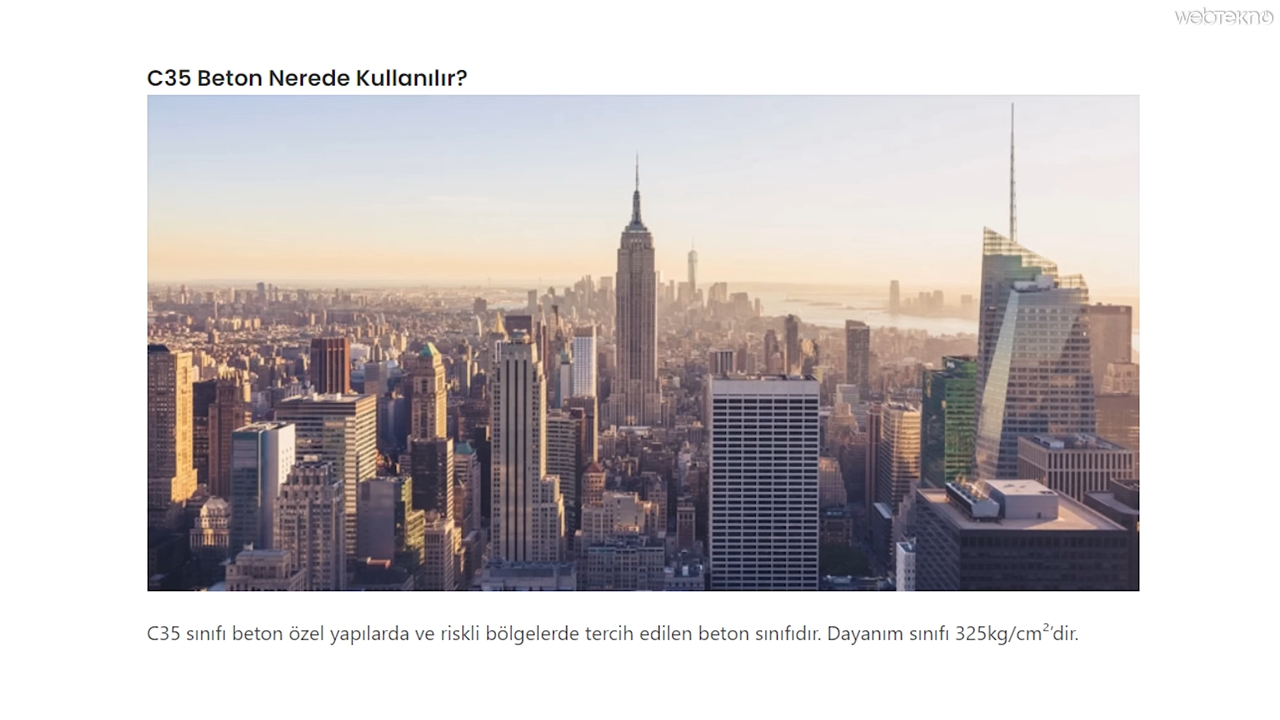 webtekno
C35 Beton Nerede Kullanılır?
C35 sınıfı beton özel yapılarda ve riskli bölgelerde tercih edilen beton sınıfıdır. Dayanım sınıfı 325kg/cm²'dir.